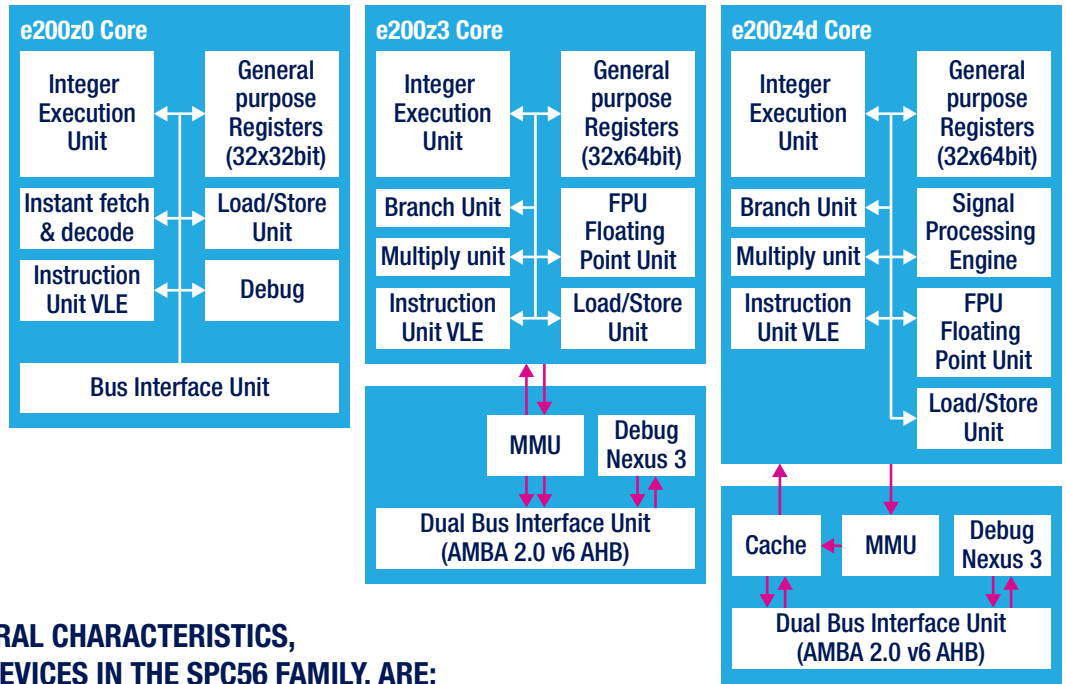 e200z0 Core
Integer
Execution
Unit
General
purpose
Registers
(32x32bit)
Instant fetch
& decode
Load/Store
Unit
Instruction
Unit VLE
Debug
Bus Interface Unit
e200z3 Core
Integer
Execution
Unit
General
purpose
Registers
(32x64bit)
Branch Unit
Multiply unit
FPU
Floating
Point Unit
Instruction
Unit VLE
Load/Store
Unit
MMU
Debug
Nexus 3
Dual Bus Interface Unit
(AMBA 2.0 v6 AHB)
e200z4d Core
Integer
Execution
Unit
General
purpose
Registers
(32x64bit)
Branch Unit
Multiply unit
Signal
Processing
Engine
Instruction
Unit VLE
FPU
Floating
Point Unit
Load/Store
Unit
Cache
MMU
Debug
Nexus 3
Dual Bus Interface Unit
(AMBA 2.0 v6 AHB)
RAL CHARACTERISTICS,
EVICES IN THE SPC56 FAMILY, ARE: